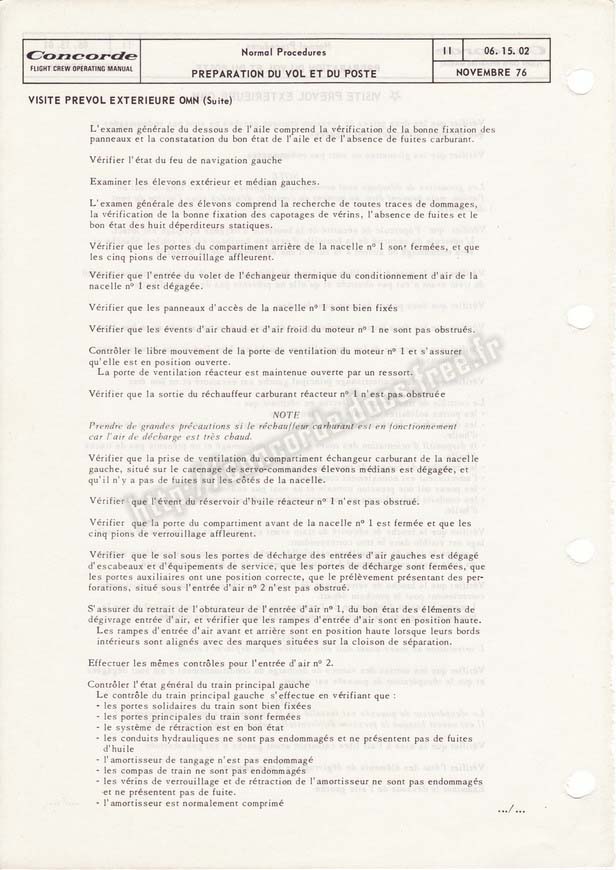 Concorde
FLIGHT CREW OPERATING MANUAL
Normal Procedures
PREPARATION DU VOL ET DU POSTE
11
06. 15. 02
NOVEMBRE 76
VISITE PREVOL EXTERIEURE OMN (Suite)
L'examen générale du dessous de l'aile comprend la vérification de la bonne fixation des
panneaux et la constatation du bon état de l'aile et de l'absence de fuites carburant.
Vérifier l'état du feu de navigation gauche
Examiner les élevons extérieur et médian gauches.
L'examen générale des élevons comprend la recherche de toutes traces de dommages,
la vérification de la bonne fixation des capotages de vérins, l'absence de fuites et le
bon état des huit déperditeurs statiques.
Vérifier que les portes du compartiment arrière de la nacelle n° 1 sont fermées, et que
les cinq pions de verrouillage affleurent.
Vérifier que l'entrée du volet de l'échangeur thermique du conditionnement d'air de la
nacelle n° 1 est dégagée.
Vérifier que les panneaux d'accès de la nacelle n° 1 sont bien fixés
Vérifier que les évents d'air chaud et d'air froid du moteur n° 1 ne sont pas obstrués.
Contrôler le libre mouvement de la porte de ventilation du moteur n° 1 et s'assurer
qu'elle est en position ouverte.
La porte de ventilation réacteur est maintenue ouverte par un ressort.
Vérifier que la sortie du réchauffeur carburant réacteur n° 1 n'est pas obstruée
NOTE
Prendre de grandes précautions si le réchauffeur carburant est en fonctionnement
car l'air de décharge est très chaud.
Vérifier que la prise de ventilation du compartiment échangeur carburant de la nacelle
gauche, situé sur le carenage de servo-commandes élevons médians est dégagée, et
qu'il n'y a pas de fuites sur les côtés de la nacelle.
Vérifier que l'évent du réservoir d'huile réacteur n° 1 n'est pas obstrué.
Vérifier que la porte du compartiment avant de la nacelle n° 1 est fermée et que les
cinq pions de verrouillage affleurent.
Vérifier que le sol sous les portes de décharge des entrées d'air gauches est dégagé
d'escabeaux et d'équipements de service, que les portes de décharge sont fermées, que
les portes auxiliaires ont une position correcte, que le prélèvement présentant des per-
forations, situé sous l'entrée d'air n° 2 n'est pas obstrué.
S'assurer du retrait de l'obturateur de l'entrée d'air n° 1, du bon état des éléments de
dégivrage entrée d'air, et vérifier que les rampes d'entrée d'air sont en position haute.
Les rampes d'entrée d'air avant et arrière sont en position haute lorsque leurs bords
intérieurs sont alignés avec des marques situées sur la cloison de séparation.
Effectuer les mêmes contrôles pour l'entrée d'air n° 2.
Contrôler l'état général du train principal gauche
Le contrôle du train principal gauche s'effectue en vérifiant que :
- les portes solidaires du train sont bien fixées
- les portes principales du train sont fermées
- le système de rétraction est en bon état
- les conduits hydrauliques ne sont pas endommagés et ne présentent pas de fuites
d'huile
- l'amortisseur de tangage n'est pas endommagé
- les compas de train ne sont pas endommagés
- les vérins de verrouillage et de rétraction de l'amortisseur ne sont pas endommagés
et ne présentent pas de fuite.
- l'amortisseur est normalement comprimé
.../...
http://concorde.docs.free.fr